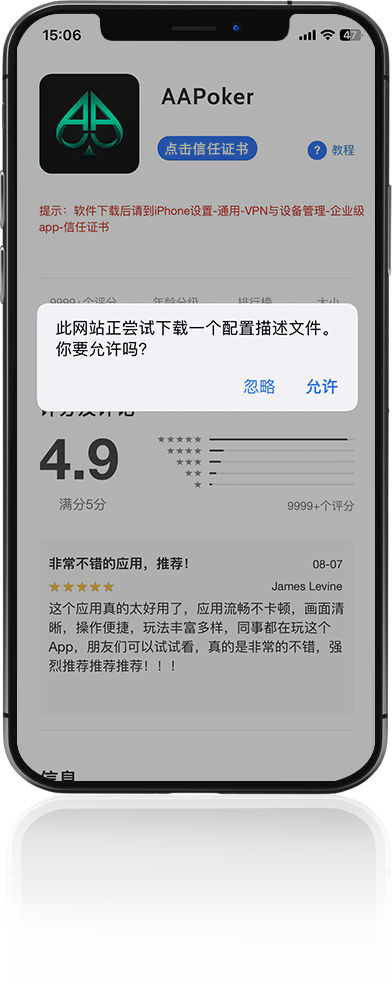 15:06
47
AAPoker
点击信任证书
? 教程
提示：软件下载后请到iPhone设置-通用-VPN与设备管理-企业级
app-信任证书
9999+个评分 年龄分级 排行榜 大小
此网站正尝试下载一个配置描述文件。
你要允许吗？
忽略 允许
评分及评论
4.9
满分5分
9999+个评分
非常不错的应用，推荐！ 08-07
James Levine
这个应用真的太好用了，应用流畅不卡顿，画面清
晰，操作便捷，玩法丰富多样，同事都在玩这个
App，朋友们可以试试看，真的是非常的不错，强
烈推荐推荐推荐！！！
信息